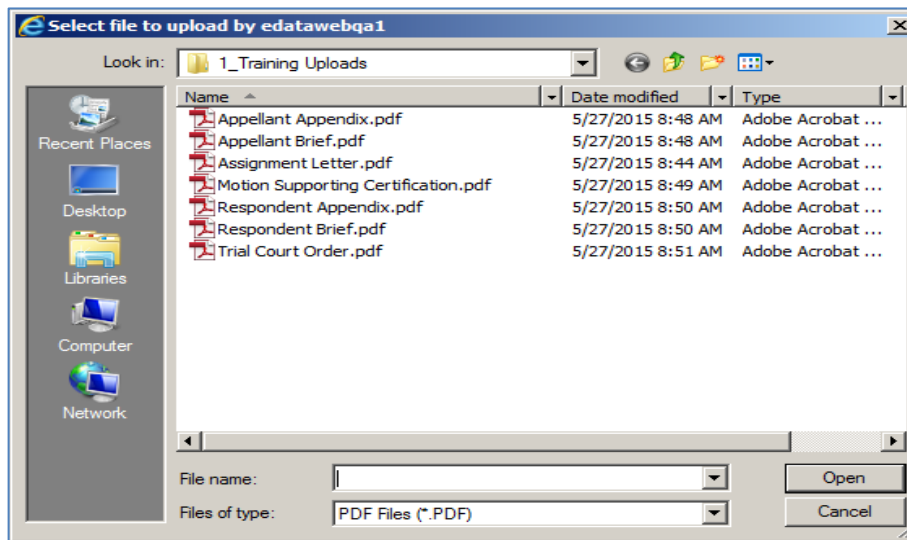 Select file to upload by edatawebqa1
Look in: 1_Training Uploads
Name Date modified Type
Recent Places
Desktop
Libraries
Computer
Network
Appellant Appendix.pdf 5/27/2015 8:48 AM Adobe Acrobat ...
Appellant Brief.pdf 5/27/2015 8:48 AM Adobe Acrobat ...
Assignment Letter.pdf 5/27/2015 8:44 AM Adobe Acrobat ...
Motion Supporting Certification.pdf 5/27/2015 8:49 AM Adobe Acrobat ...
Respondent Appendix.pdf 5/27/2015 8:50 AM Adobe Acrobat ...
Respondent Brief.pdf 5/27/2015 8:50 AM Adobe Acrobat ...
Trial Court Order.pdf 5/27/2015 8:51 AM Adobe Acrobat ...
File name: Open
Files of type: PDF Files (*.PDF) Cancel